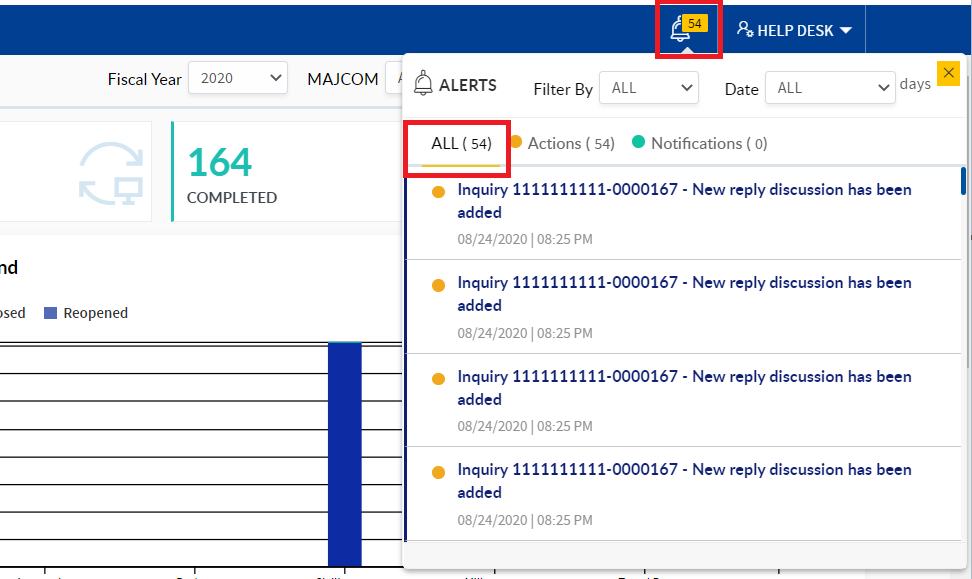 54
HELP DESK
Fiscal Year 2020 MAJCOM
ALERTS Filter By ALL Date ALL days
ALL ( 54) Actions ( 54) Notifications ( 0)
164
COMPLETED
Reopened
Inquiry 1111111111-0000167 - New reply discussion has been
added
08/24/2020 | 08:25 PM
Inquiry 1111111111-0000167 - New reply discussion has been
added
08/24/2020 | 08:25 PM
Inquiry 1111111111-0000167 - New reply discussion has been
added
08/24/2020 | 08:25 PM
Inquiry 1111111111-0000167 - New reply discussion has been
added
08/24/2020 | 08:25 PM